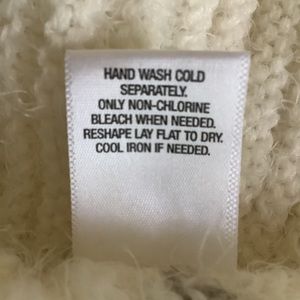 HAND WASH COLD
SEPARATELY.
ONLY NON-CHLORINE
BLEACH WHEN NEEDED.
RESHAPE LAY FLAT TO DRY.
COOL IRON IF NEEDED.